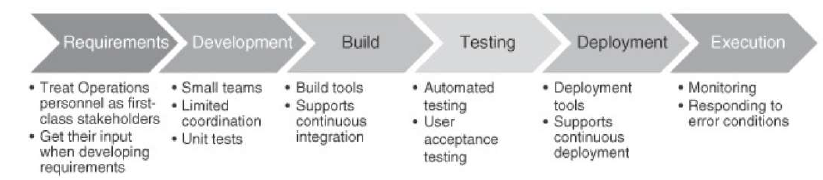 Requirements
Development
Build
Testing
Deployment
Execution
• Treat Operations
personnel as first-
class stakeholders
• Get their input
when developing
requirements
• Small teams
• Limited
coordination
• Unit tests
• Build tools
• Supports
continuous
integration
• Automated
testing
• User
acceptance
testing
• Deployment
tools
• Supports
continuous
deployment
• Monitoring
• Responding to
error conditions